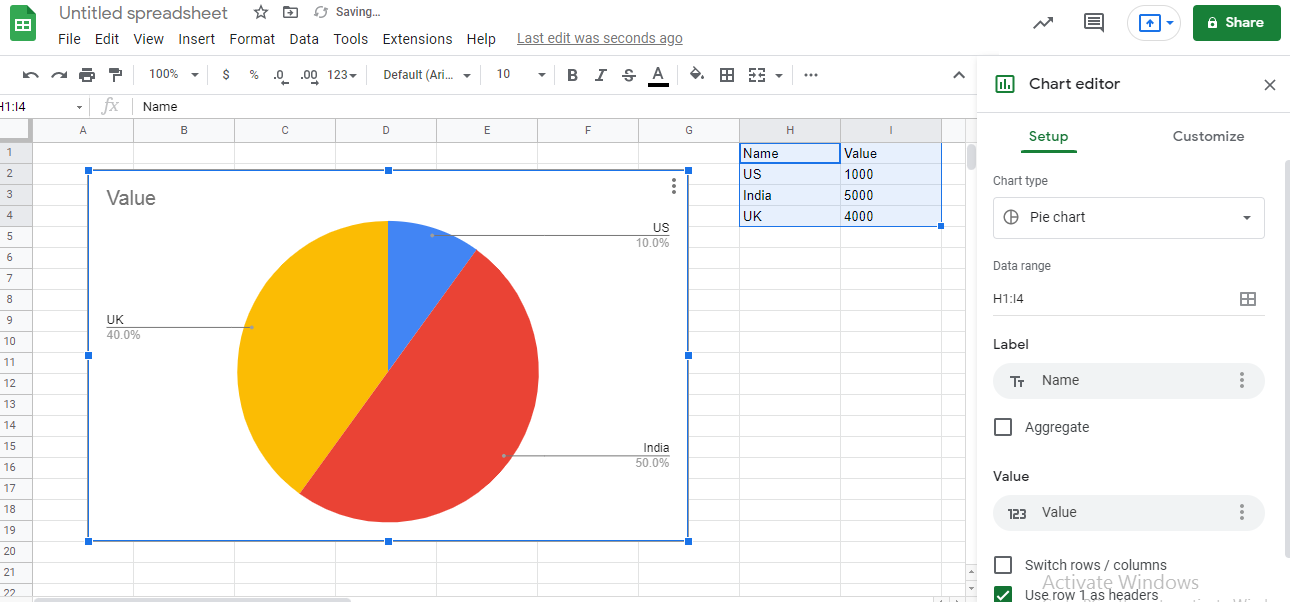 Untitled spreadsheet Saving...
File Edit View Insert Format Data Tools Extensions Help Last edit was seconds ago
Share
100% $ % .0 .00 123 Default (Ari... 10 B I S A
H1:I4 fx Name
A B C D E F G H I
1 Name Value
2 US 1000
3 India 5000
4 UK 4000
5
6
7
8
9
10
11
12
13
14
15
16
17
18
19
20
21
22
Value
US
10.0%
UK
40.0%
India
50.0%
Chart editor
Setup Customize
Chart type
Pie chart
Data range
H1:I4
Label
Tт Name
Aggregate
Value
123 Value
Switch rows / columns
Activate Windows
Use row 1 as headers